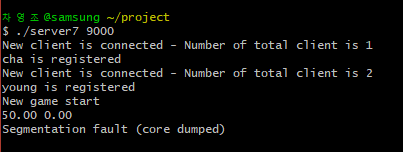 차영조@samsung ~/project
$ ./server7 9000
New client is connected - Number of total client is 1
cha is registered
New client is connected - Number of total client is 2
young is registered
New game start
50.00 0.00
Segmentation fault (core dumped)